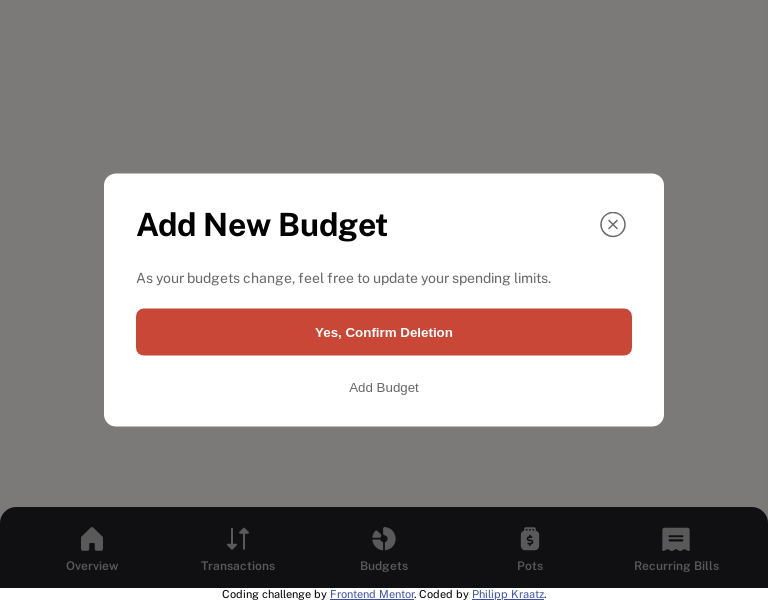 Add New Budget
As your budgets change, feel free to update your spending limits.
Yes, Confirm Deletion
Add Budget
Overview Transactions Budgets Pots Recurring Bills
Coding challenge by Frontend Mentor. Coded by Philipp Kraatz.